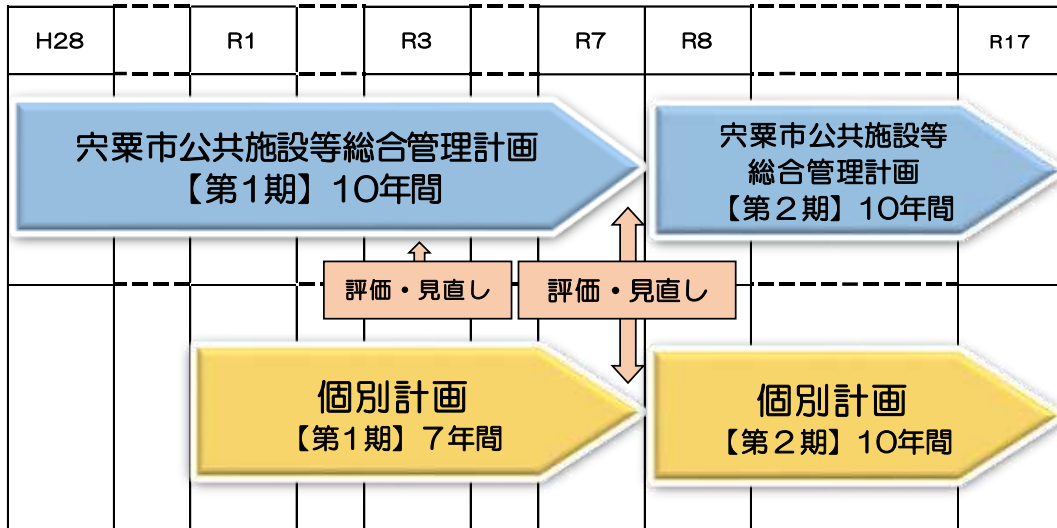 H28
R1
R3
R7
R8
R17
宍粟市公共施設等総合管理計画
【第1期】10年間
宍粟市公共施設等
総合管理計画
【第２期】10年間
評価・見直し
評価・見直し
個別計画
【第1期】７年間
個別計画
【第２期】10年間